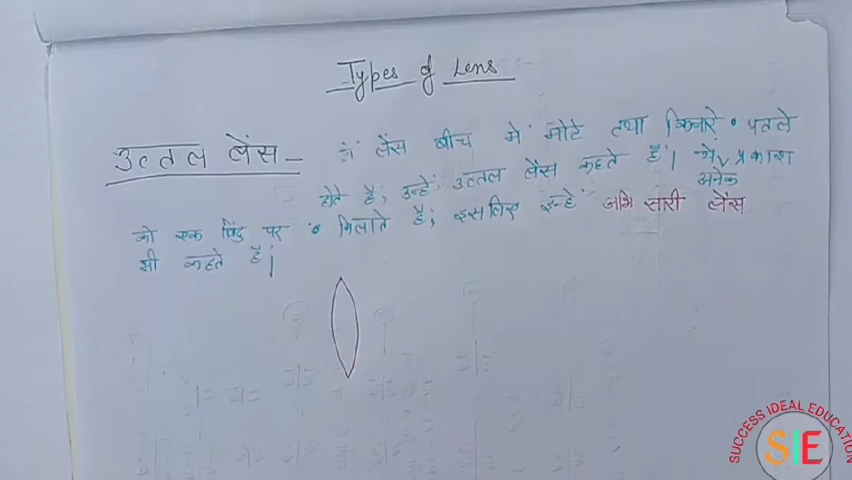 Types of Lens
उत्तल लेंस - जो लेंस बीच में मोटे तथा किनारे पतले
होते है, उन्हें उत्तल लेंस कहते हैं। ये अनेक प्रकाश
को एक बिंदु पर मिलाते हैं, इसलिए इन्हें अभिसारी लेंस
भी कहते हैं।
SUCCESS IDEAL EDUCATION
SIE